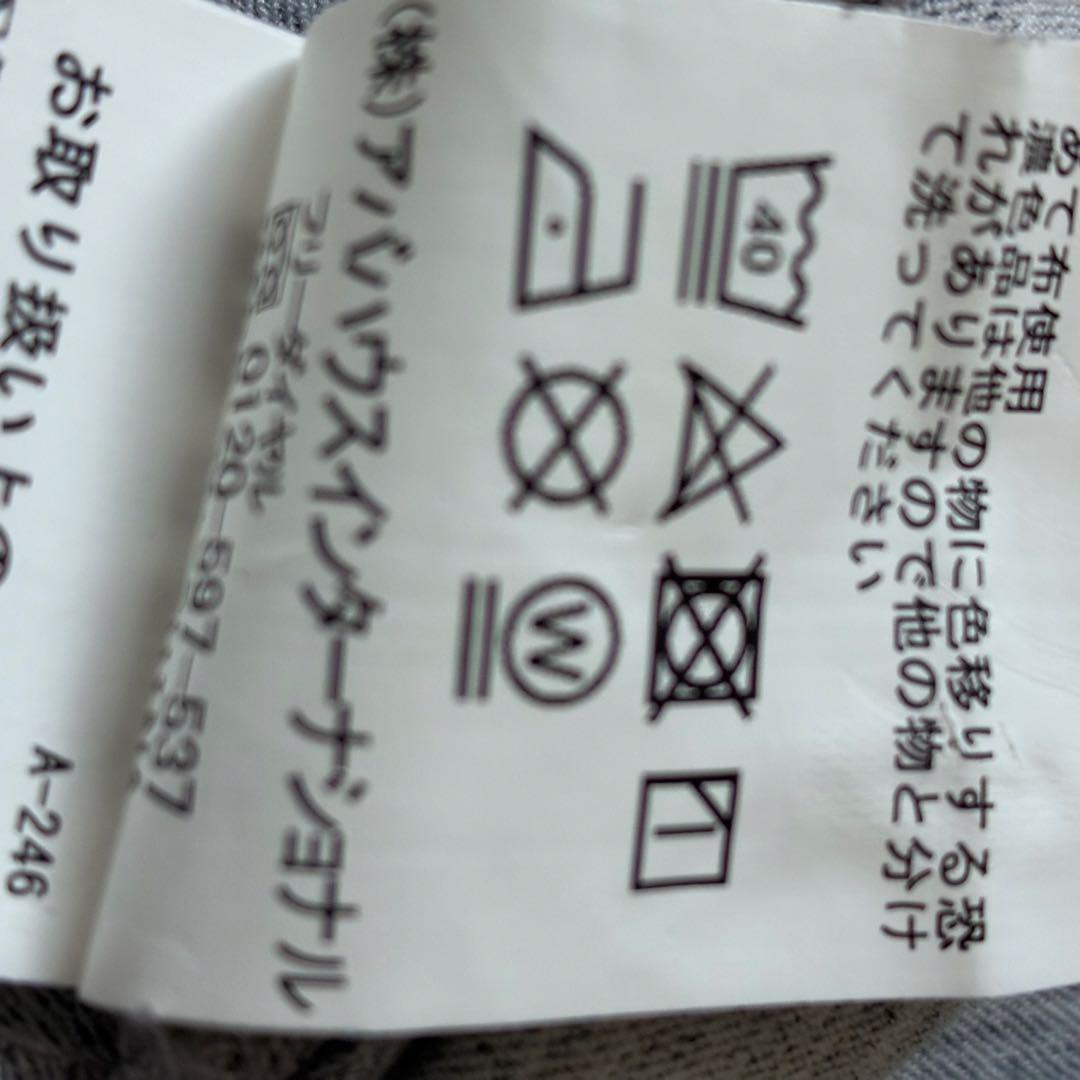 あて布使用
濃色品は他の物に色移りする恐
れがありますので他の物と分け
て洗ってください
40
W
(株)アバハウスインターナショナル
フリーダイヤル
0120-597-537
お取り扱い上の
A-246